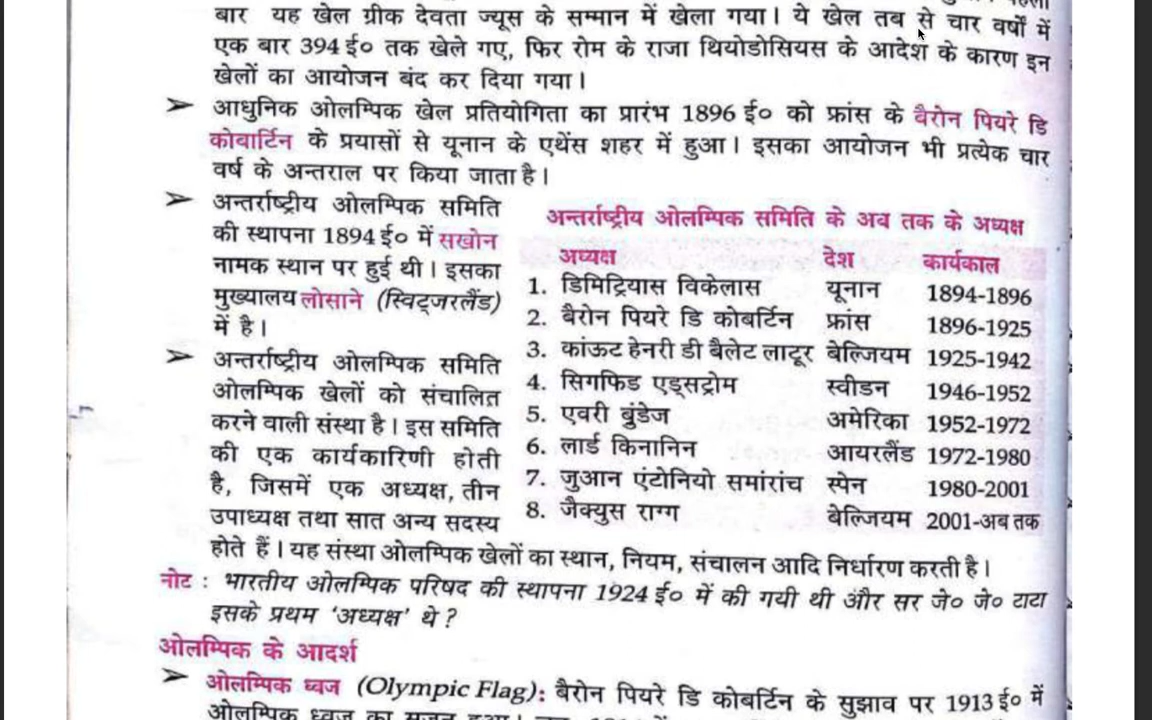 बार यह खेल ग्रीक देवता ज्यूस के सम्मान में खेला गया। ये खेल तब से चार वर्षों में
एक बार 394 ई० तक खेले गए, फिर रोम के राजा थियोडोसियस के आदेश के कारण इन
खेलों का आयोजन बंद कर दिया गया।
➢ आधुनिक ओलम्पिक खेल प्रतियोगिता का प्रारंभ 1896 ई० को फ्रांस के बैरोन पियरे डि
कोबार्टिन के प्रयासों से यूनान के एथेंस शहर में हुआ। इसका आयोजन भी प्रत्येक चार
वर्ष के अन्तराल पर किया जाता है।
➢ अन्तर्राष्ट्रीय ओलम्पिक समिति
की स्थापना 1894 ई० में सखोन
नामक स्थान पर हुई थी। इसका
मुख्यालय लोसाने (स्विट्जरलैंड)
में है।
➢ अन्तर्राष्ट्रीय ओलम्पिक समिति
ओलम्पिक खेलों को संचालित
करने वाली संस्था है। इस समिति
की एक कार्यकारिणी होती
है, जिसमें एक अध्यक्ष, तीन
उपाध्यक्ष तथा सात अन्य सदस्य
होते हैं। यह संस्था ओलम्पिक खेलों का स्थान, नियम, संचालन आदि निर्धारण करती है।
अन्तर्राष्ट्रीय ओलम्पिक समिति के अब तक के अध्यक्ष
अध्यक्ष देश कार्यकाल
1. डिमिट्रियास विकेलास यूनान 1894-1896
2. बैरोन पियरे डि कोबर्टिन फ्रांस 1896-1925
3. कांऊट हेनरी डी बैलेट लाटूर बेल्जियम 1925-1942
4. सिगफिड एड्सट्रोम स्वीडन 1946-1952
5. एवरी ब्रुंडेज अमेरिका 1952-1972
6. लार्ड किनानिन आयरलैंड 1972-1980
7. जुआन एंटोनियो समांरांच स्पेन 1980-2001
8. जैक्युस राग्ग बेल्जियम 2001-अब तक
नोट : भारतीय ओलम्पिक परिषद की स्थापना 1924 ई० में की गयी थी और सर जे० जे० टाटा
इसके प्रथम 'अध्यक्ष' थे ?
ओलम्पिक के आदर्श
➢ ओलम्पिक ध्वज (Olympic Flag): बैरोन पियरे डि कोबर्टिन के सुझाव पर 1913 ई० में